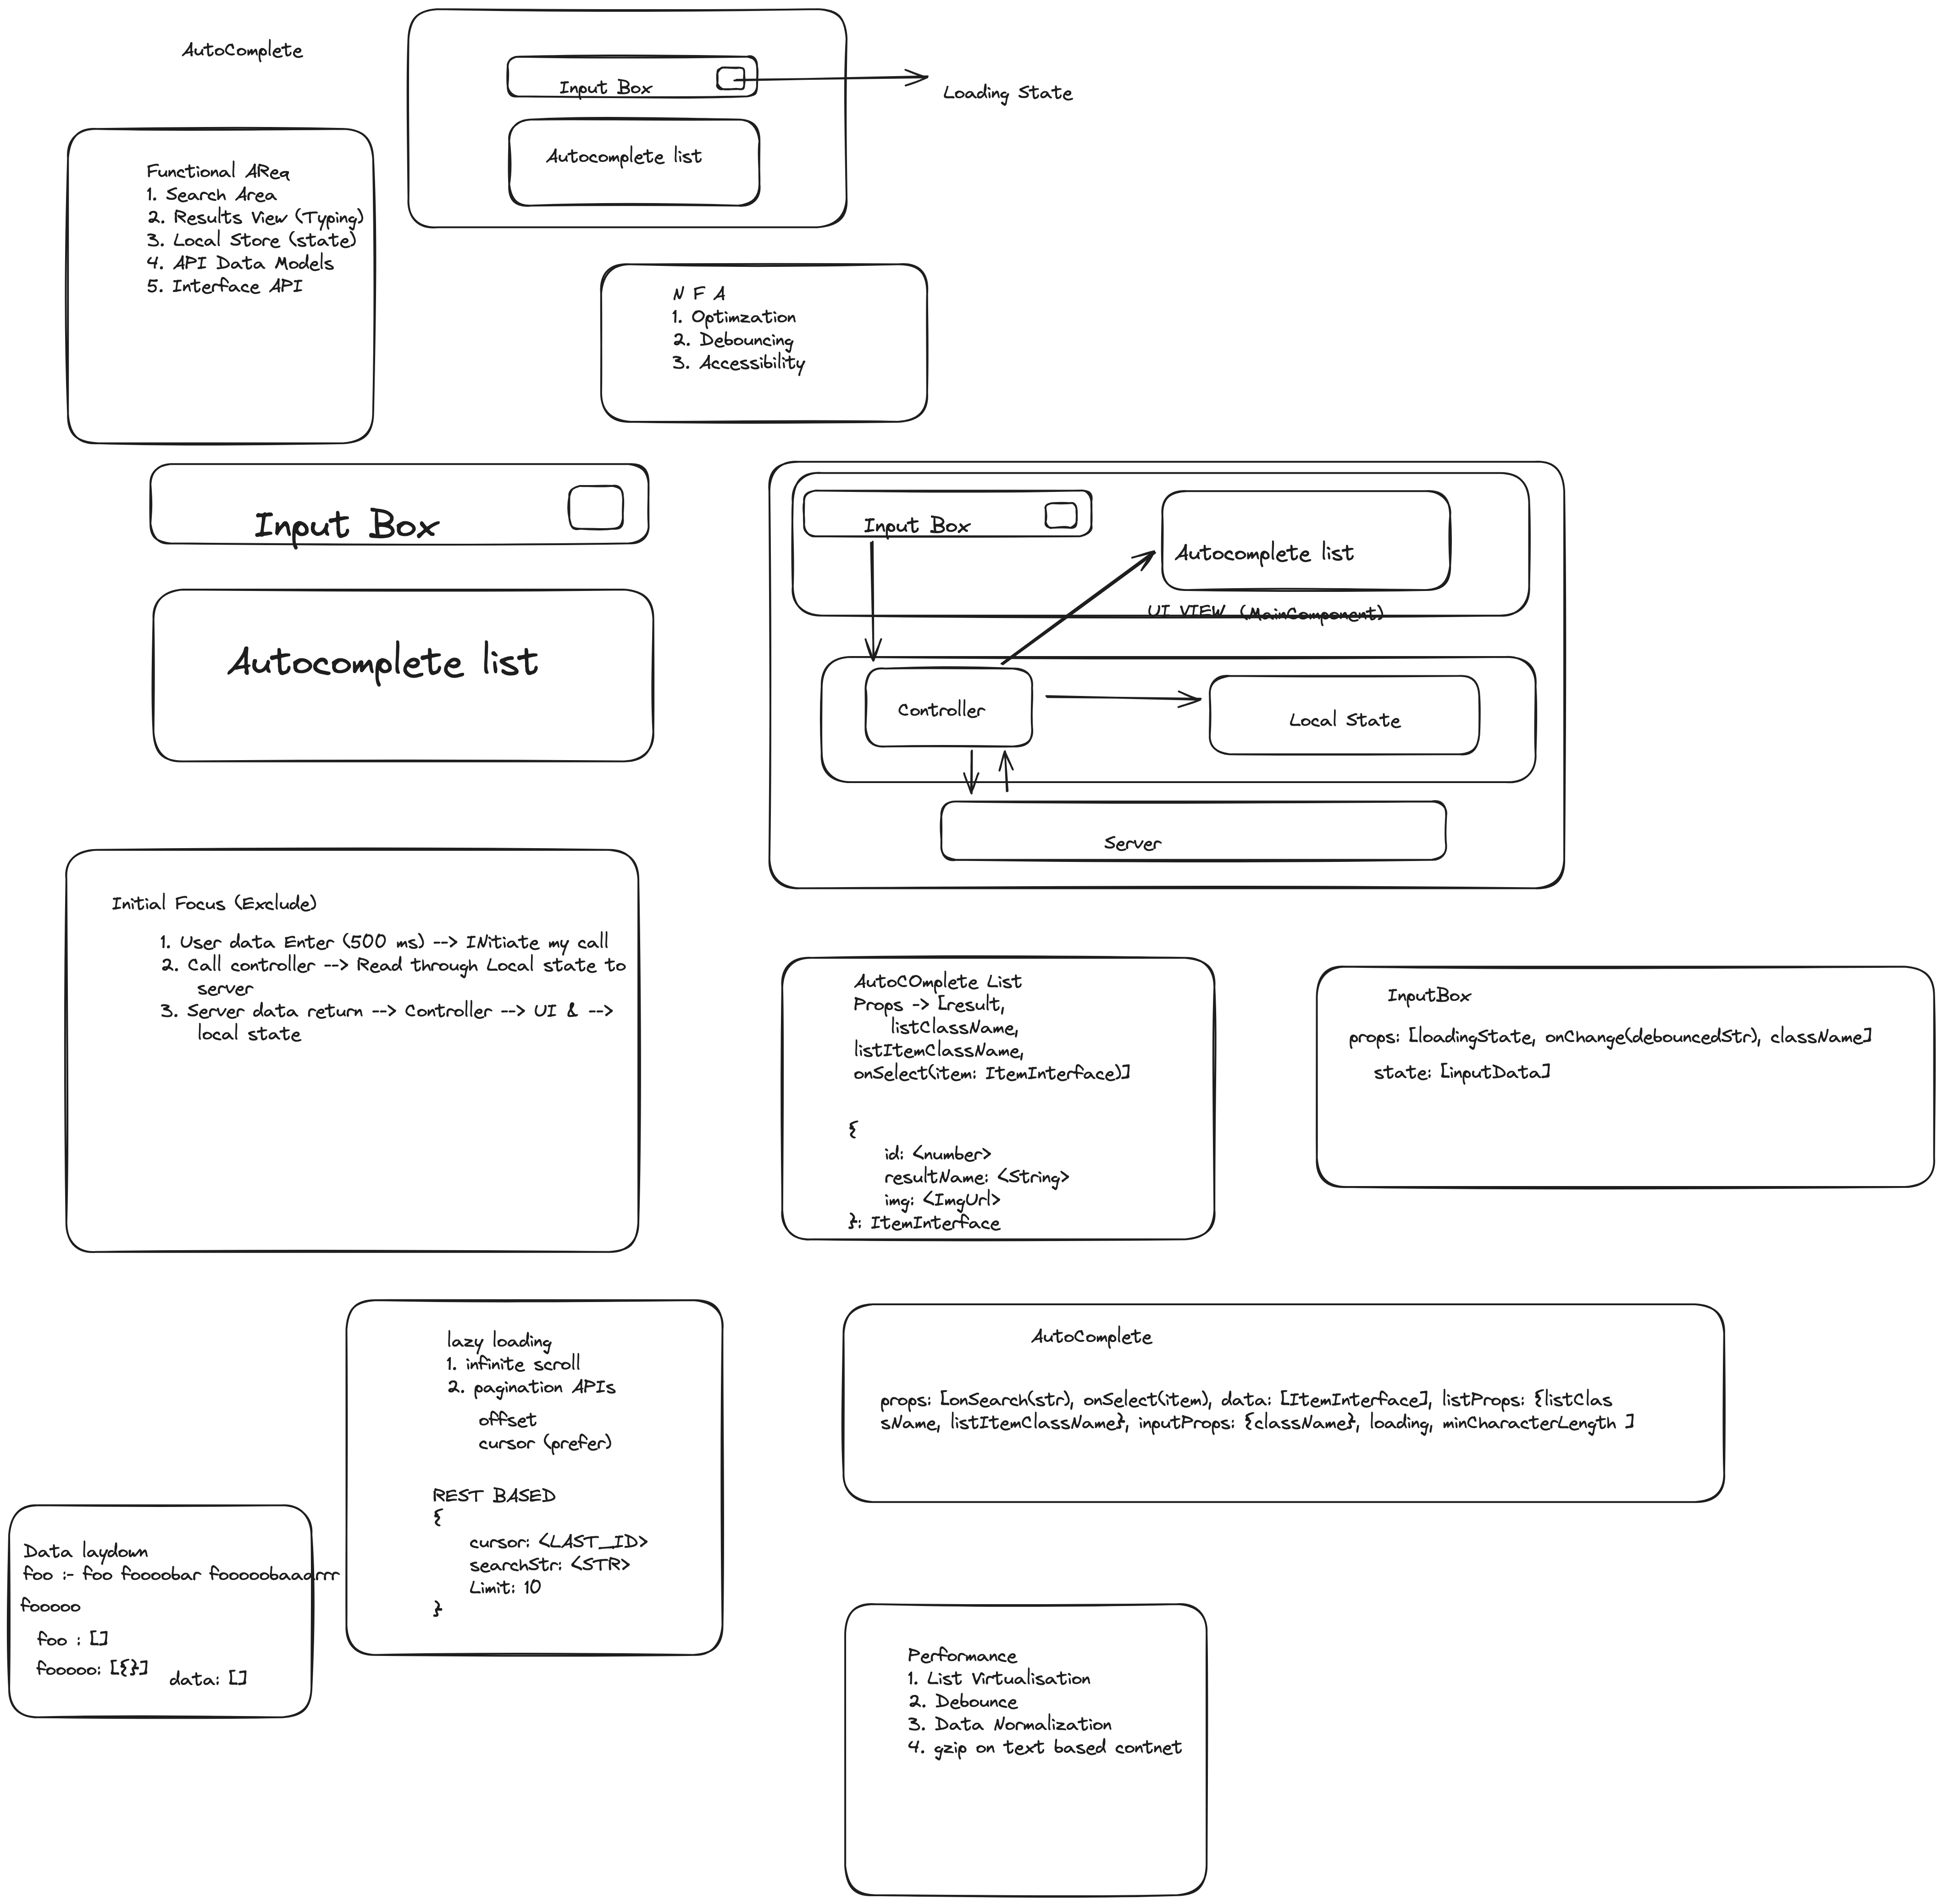 AutoComplete
Input Box
Loading State
Autocomplete list
Functional AReq
1. Search Area
2. Results View (Typing)
3. Local Store (state)
4. API Data Models
5. Interface API
N F A
1. Optimzation
2. Debouncing
3. Accessibility
Input Box
Autocomplete list
Input Box
Autocomplete list
UI VIEW (MainComponent)
Controller
Local State
Server
Initial Focus (Exclude)
1. User data Enter (500 ms) --> INitiate my call
2. Call controller --> Read through Local state to
server
3. Server data return --> Controller --> UI & -->
local state
AutoCOmplete List
Props -> [result,
listClassName,
listItemClassName,
onSelect(item: ItemInterface)]
{
id: <number>
resultName: <String>
img: <ImgUrl>
}: ItemInterface
InputBox
props: [loadingState, onChange(debouncedStr), className]
state: [inputData]
lazy loading
1. infinite scroll
2. pagination APIs
offset
cursor (prefer)
REST BASED
{
cursor: <LAST_ID>
searchStr: <STR>
Limit: 10
}
AutoComplete
props: [onSearch(str), onSelect(item), data: [ItemInterface], listProps: {listClas
sName, listItemClassName}, inputProps: {className}, loading, minCharacterLength ]
Data laydown
foo :- foo foooobar fooooobaadrrr
fooooo
foo : []
fooooo: [{}]
data: []
Performance
1. List Virtualisation
2. Debounce
3. Data Normalization
4. gzip on text based contnet